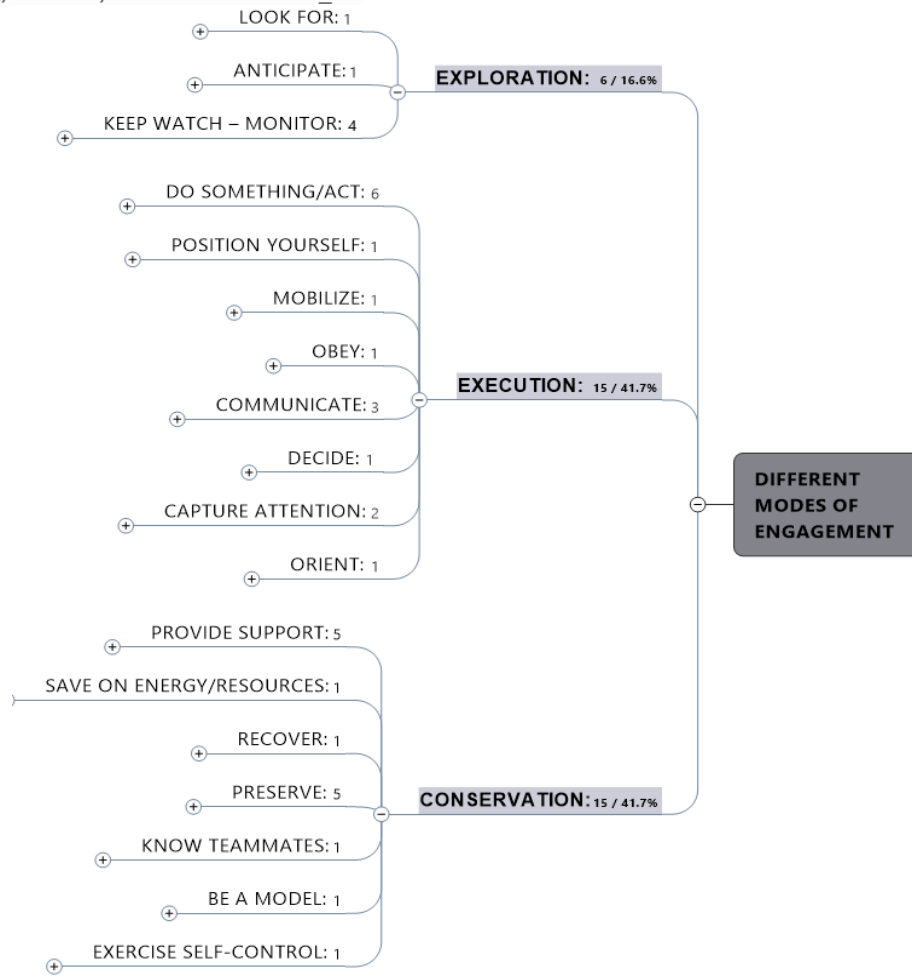 LOOK FOR: 1
ANTICIPATE: 1
KEEP WATCH – MONITOR: 4
EXPLORATION: 6 / 16.6%
DO SOMETHING/ACT: 6
POSITION YOURSELF: 1
MOBILIZE: 1
OBEY: 1
COMMUNICATE: 3
DECIDE: 1
CAPTURE ATTENTION: 2
ORIENT: 1
EXECUTION: 15 / 41.7%
PROVIDE SUPPORT: 5
SAVE ON ENERGY/RESOURCES: 1
RECOVER: 1
PRESERVE: 5
KNOW TEAMMATES: 1
BE A MODEL: 1
EXERCISE SELF-CONTROL: 1
CONSERVATION: 15 / 41.7%
DIFFERENT
MODES OF
ENGAGEMENT